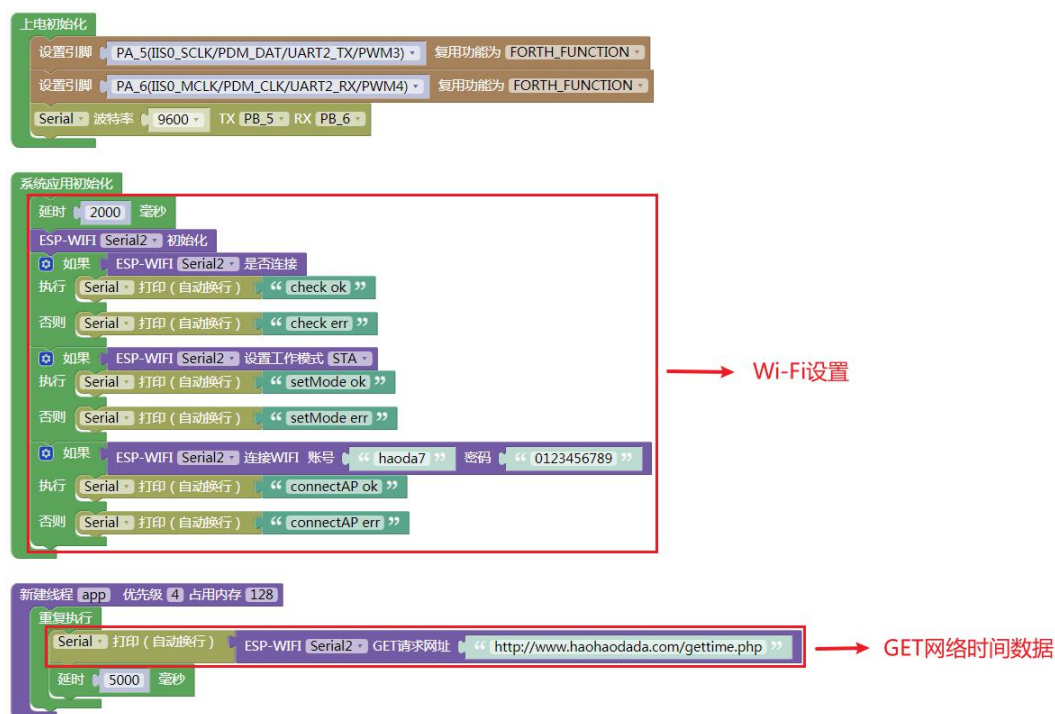 上电初始化
设置引脚 PA_5(IIS0_SCLK/PDM_DAT/UART2_TX/PWM3) 复用功能为 FORTH_FUNCTION
设置引脚 PA_6(IIS0_MCLK/PDM_CLK/UART2_RX/PWM4) 复用功能为 FORTH_FUNCTION
Serial 波特率 9600 TX PB_5 RX PB_6
系统应用初始化
延时 2000 毫秒
ESP-WIFI Serial2 初始化
如果 ESP-WIFI Serial2 是否连接
执行 Serial 打印（自动换行） “ check ok ”
否则 Serial 打印（自动换行） “ check err ”
如果 ESP-WIFI Serial2 设置工作模式 STA
执行 Serial 打印（自动换行） “ setMode ok ”
否则 Serial 打印（自动换行） “ setMode err ”
如果 ESP-WIFI Serial2 连接WIFI 账号 “ haoda7 ” 密码 “ 0123456789 ”
执行 Serial 打印（自动换行） “ connectAP ok ”
否则 Serial 打印（自动换行） “ connectAP err ”
Wi-Fi设置
新建线程 app 优先级 4 占用内存 128
重复执行
Serial 打印（自动换行） ESP-WIFI Serial2 GET请求网址 “ http://www.haohaodada.com/gettime.php ”
GET网络时间数据
延时 5000 毫秒